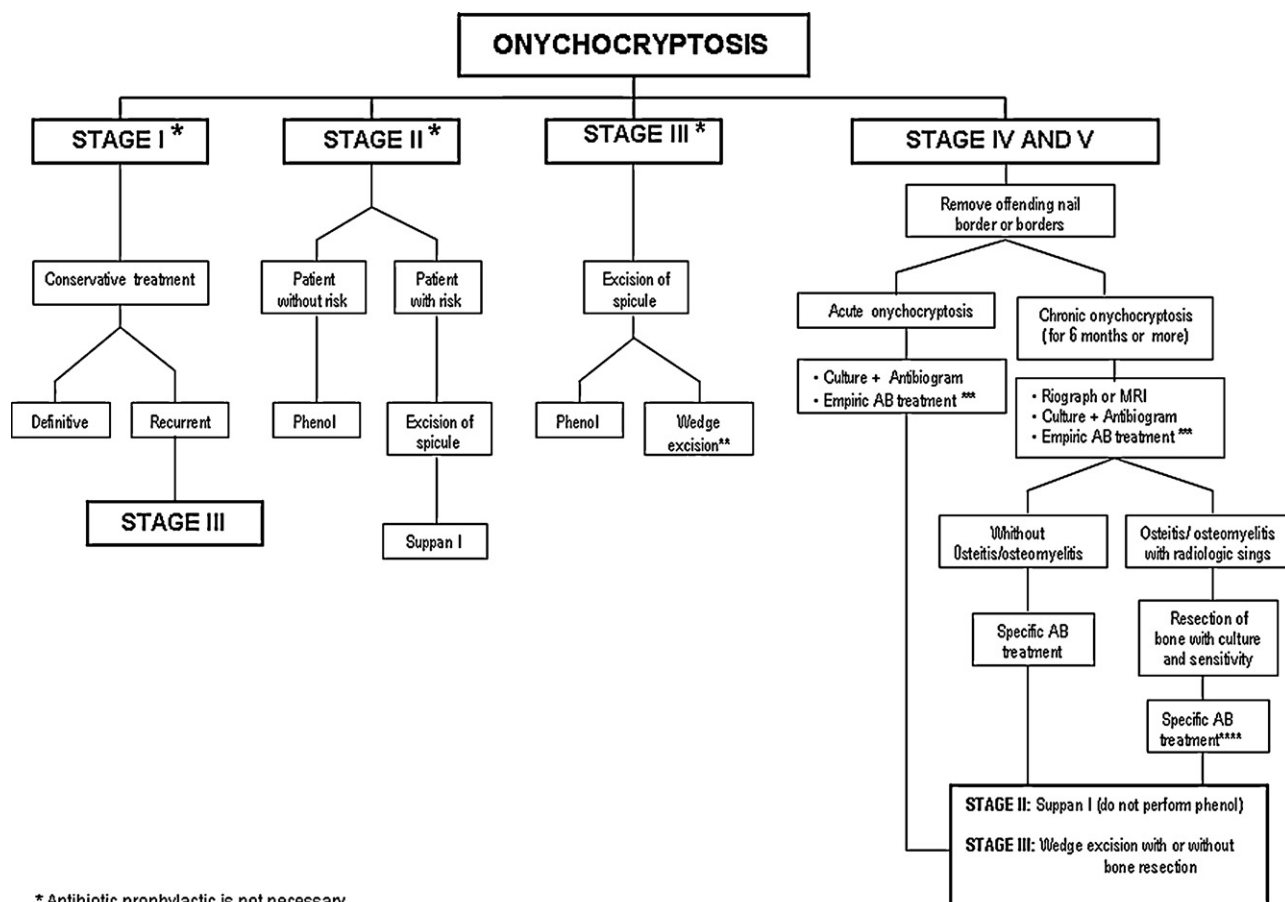 ONYCHOCRYPTOSIS
STAGE I *
STAGE II *
STAGE III *
STAGE IV AND V
Remove offending nail
border or borders
Conservative treatment
Patient
without risk
Patient
with risk
Excision of
spicule
Acute onychocryptosis
Chronic onychocryptosis
(for 6 months or more)
• Culture + Antibiogram
• Empiric AB treatment ***
• Riograph or MRI
• Culture + Antibiogram
• Empiric AB treatment ***
Definitive
Recurrent
Phenol
Excision of
spicule
Phenol
Wedge
excision**
STAGE III
Suppan I
Whithout
Osteitis/osteomyelitis
Osteitis/ osteomyelitis
with radiologic sings
Specific AB
treatment
Resection of
bone with culture
and sensitivity
Specific AB
treatment****
STAGE II: Suppan I (do not perform phenol)
STAGE III: Wedge excision with or without
bone resection
* Antibiotic prophylactic is not necessary